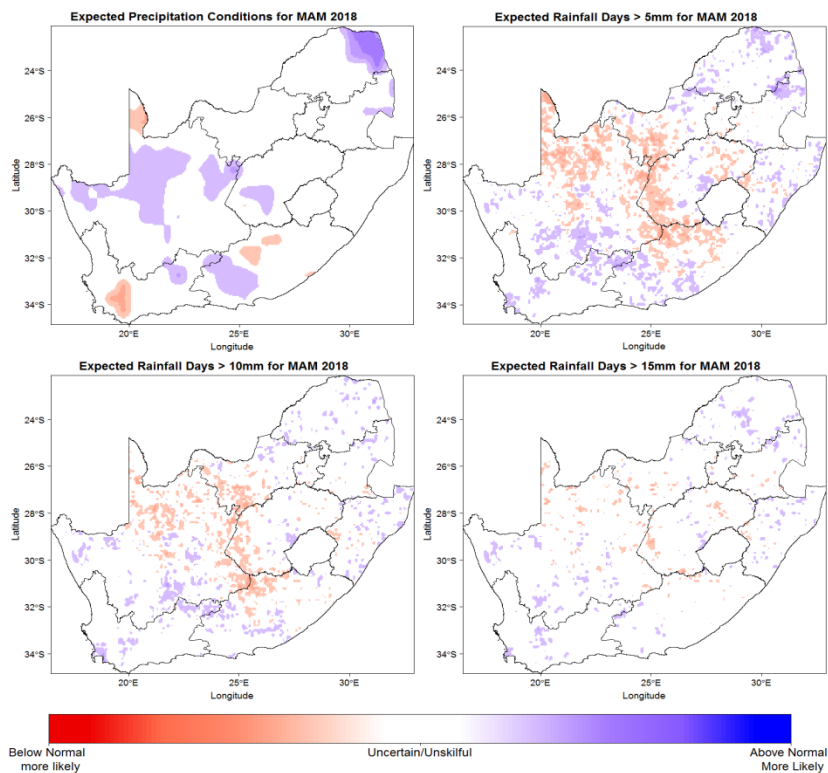 Expected Precipitation Conditions for MAM 2018
24°S
26°S
28°S
30°S
32°S
34°S
Latitude
20°E
25°E
30°E
Longitude
Expected Rainfall Days > 5mm for MAM 2018
24°S
26°S
28°S
30°S
32°S
34°S
Latitude
20°E
25°E
30°E
Longitude
Expected Rainfall Days > 10mm for MAM 2018
24°S
26°S
28°S
30°S
32°S
34°S
Latitude
20°E
25°E
30°E
Longitude
Expected Rainfall Days > 15mm for MAM 2018
24°S
26°S
28°S
30°S
32°S
34°S
Latitude
20°E
25°E
30°E
Longitude
Below Normal
more likely
Uncertain/Unskilful
Above Normal
More Likely